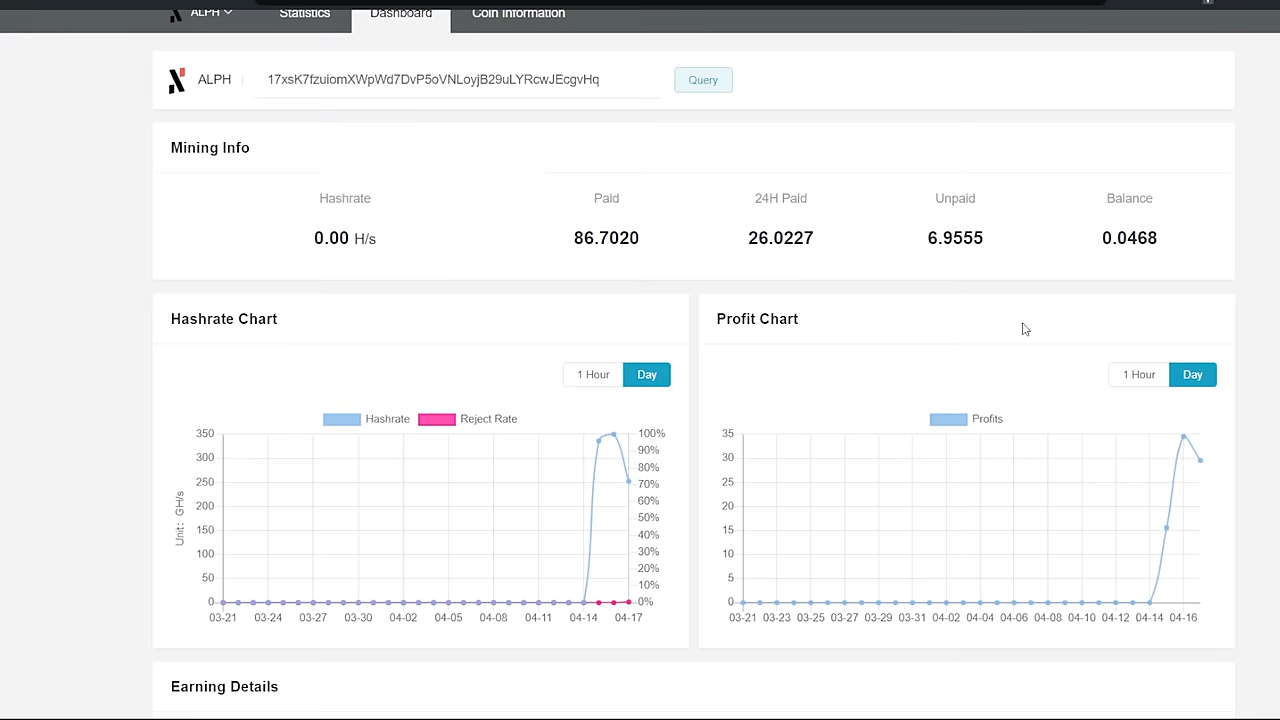 ALPH
Statistics
Dashboard
Coin Information
ALPH
17xsK7fzuiomXWpWd7DvP5oVNLoyjB29uLYRcwJEcgvHq
Query
Mining Info
Hashrate
Paid
24H Paid
Unpaid
Balance
0.00 H/s
86.7020
26.0227
6.9555
0.0468
Hashrate Chart
1 Hour
Day
Hashrate
Reject Rate
350
300
250
200
150
100
50
0
Unit: GH/s
100%
90%
80%
70%
60%
50%
40%
30%
20%
10%
0%
03-21
03-24
03-27
03-30
04-02
04-05
04-08
04-11
04-14
04-17
Profit Chart
1 Hour
Day
Profits
35
30
25
20
15
10
5
0
03-21
03-23
03-25
03-27
03-29
03-31
04-02
04-04
04-06
04-08
04-10
04-12
04-14
04-16
Earning Details